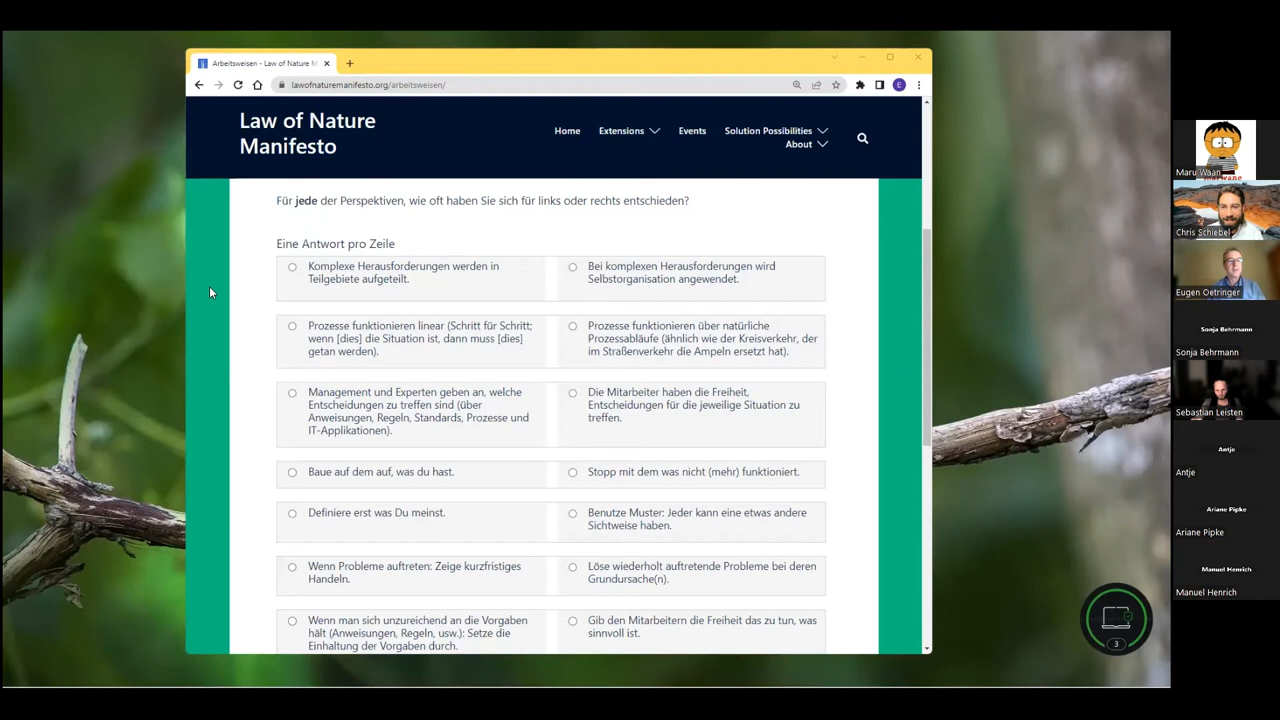 Arbeitsweisen - Law of Nature M
lawofnaturemanifesto.org/arbeitsweisen/
E
Law of Nature
Manifesto
Home
Extensions
Events
Solution Possibilities
About
Für jede der Perspektiven, wie oft haben Sie sich für links oder rechts entschieden?
Eine Antwort pro Zeile
Komplexe Herausforderungen werden in
Teilgebiete aufgeteilt.
Bei komplexen Herausforderungen wird
Selbstorganisation angewendet.
Prozesse funktionieren linear (Schritt für Schritt;
wenn [dies] die Situation ist, dann muss [dies]
getan werden).
Prozesse funktionieren über natürliche
Prozessabläufe (ähnlich wie der Kreisverkehr, der
im Straßenverkehr die Ampeln ersetzt hat).
Management und Experten geben an, welche
Entscheidungen zu treffen sind (über
Anweisungen, Regeln, Standards, Prozesse und
IT-Applikationen).
Die Mitarbeiter haben die Freiheit,
Entscheidungen für die jeweilige Situation zu
treffen.
Baue auf dem auf, was du hast.
Stopp mit dem was nicht (mehr) funktioniert.
Definiere erst was Du meinst.
Benutze Muster: Jeder kann eine etwas andere
Sichtweise haben.
Wenn Probleme auftreten: Zeige kurzfristiges
Handeln.
Löse wiederholt auftretende Probleme bei deren
Grundursache(n).
Wenn man sich unzureichend an die Vorgaben
hält (Anweisungen, Regeln, usw.): Setze die
Einhaltung der Vorgaben durch.
Gib den Mitarbeitern die Freiheit das zu tun, was
sinnvoll ist.
3
Maru Waan
Chris Schiebel
Eugen Oetringer
Sonja Behrmann
Sonja Behrmann
Sebastian Leisten
Antje
Antje
Ariane Pipke
Ariane Pipke
Manuel Henrich
Manuel Henrich